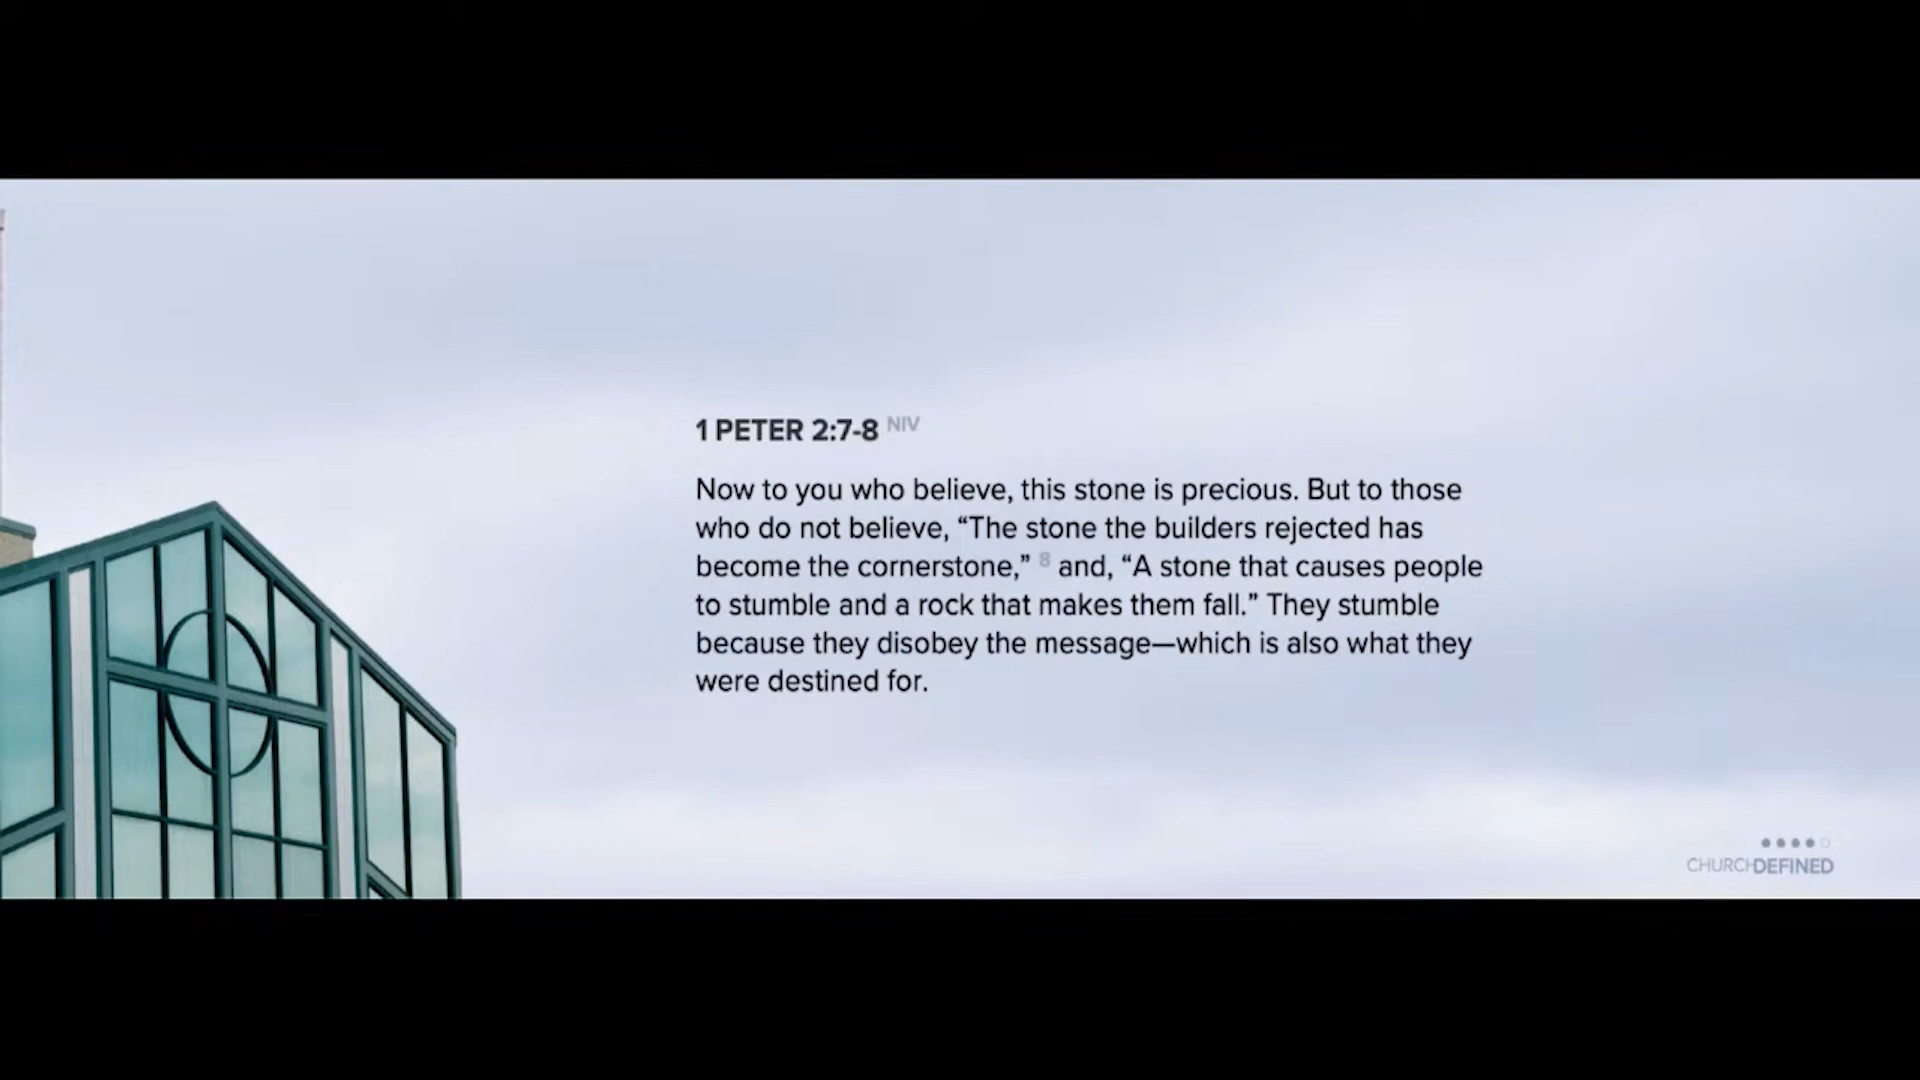 1 PETER 2:7-8 NIV
Now to you who believe, this stone is precious. But to those
who do not believe, “The stone the builders rejected has
become the cornerstone,” 8 and, “A stone that causes people
to stumble and a rock that makes them fall.” They stumble
because they disobey the message—which is also what they
were destined for.
CHURCHDEFINED